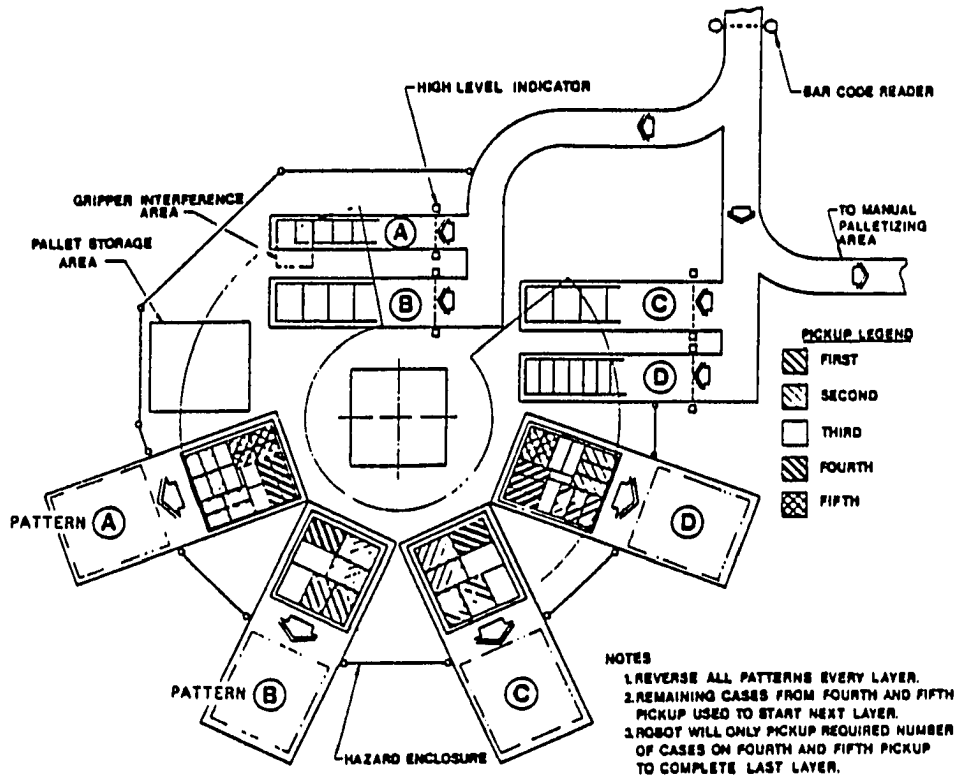 HIGH LEVEL INDICATOR
BAR CODE READER
GRIPPER INTERFERENCE
AREA
PALLET STORAGE
AREA
TO MANUAL
PALLETIZING
AREA
A
B
C
D
PICKUP LEGEND
FIRST
SECOND
THIRD
FOURTH
FIFTH
PATTERN A
D
PATTERN B
C
HAZARD ENCLOSURE
NOTES
1. REVERSE ALL PATTERNS EVERY LAYER.
2. REMAINING CASES FROM FOURTH AND FIFTH
PICKUP USED TO START NEXT LAYER.
3. ROBOT WILL ONLY PICKUP REQUIRED NUMBER
OF CASES ON FOURTH AND FIFTH PICKUP
TO COMPLETE LAST LAYER.